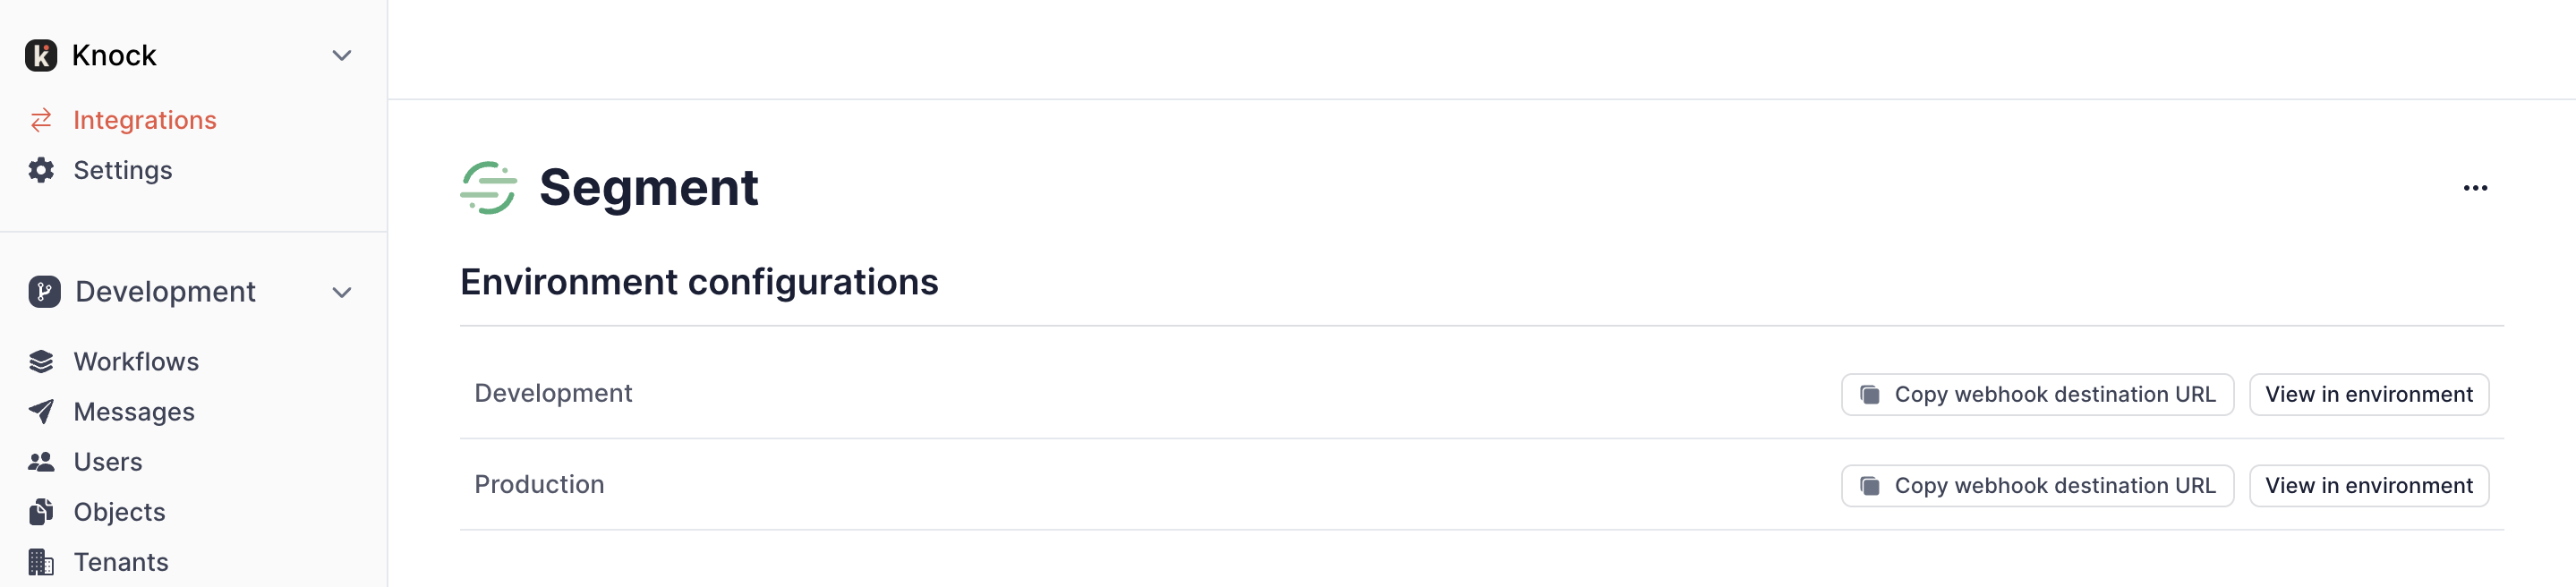 Knock
Integrations
Settings
Development
Workflows
Messages
Users
Objects
Tenants
Segment
Environment configurations
Development
Copy webhook destination URL
View in environment
Production
Copy webhook destination URL
View in environment